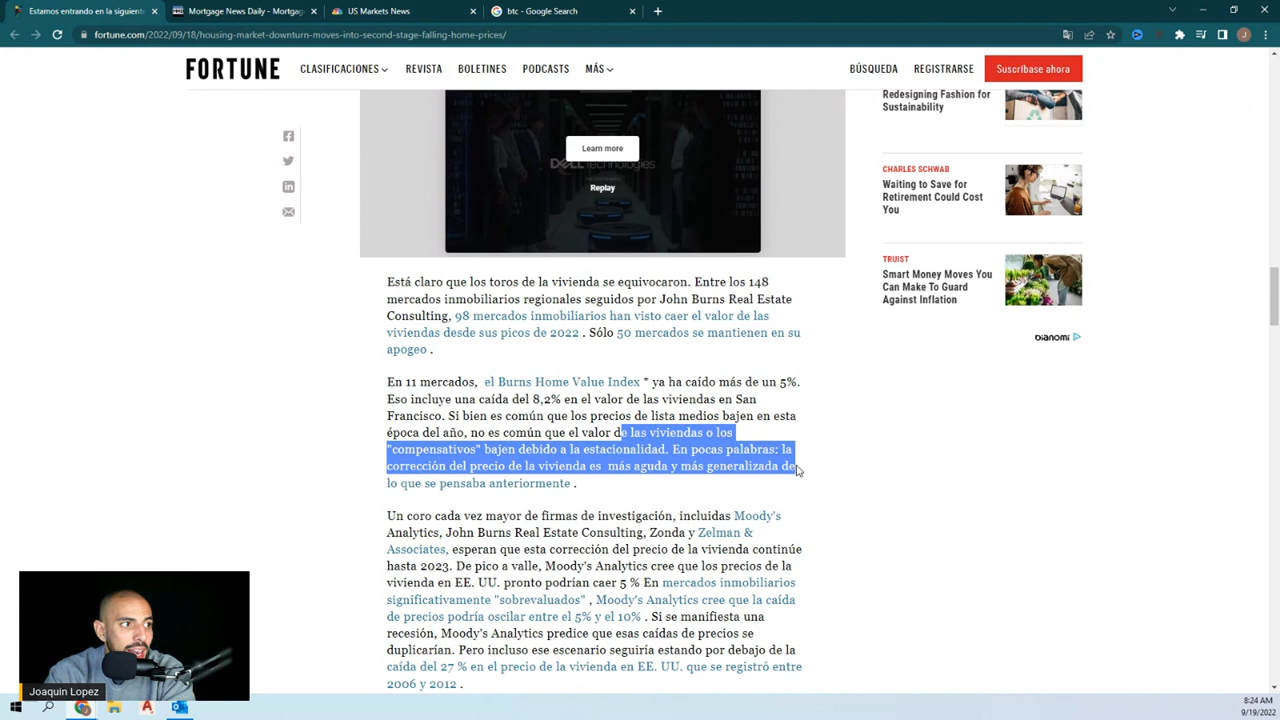 Estamos entrando en la siguiente
Mortgage News Daily - Mortgag
US Markets News
btc - Google Search
fortune.com/2022/09/18/housing-market-downturn-moves-into-second-stage-falling-home-prices/
FORTUNE
CLASIFICACIONES
REVISTA
BOLETINES
PODCASTS
MÁS
BÚSQUEDA
REGISTRARSE
Suscríbase ahora
Learn more
DELL Technologies
Replay
Está claro que los toros de la vivienda se equivocaron. Entre los 148
mercados inmobiliarios regionales seguidos por John Burns Real Estate
Consulting, 98 mercados inmobiliarios han visto caer el valor de las
viviendas desde sus picos de 2022 . Sólo 50 mercados se mantienen en su
apogeo .
En 11 mercados, el Burns Home Value Index * ya ha caído más de un 5%.
Eso incluye una caída del 8,2% en el valor de las viviendas en San
Francisco. Si bien es común que los precios de lista medios bajen en esta
época del año, no es común que el valor de las viviendas o los
"compensativos" bajen debido a la estacionalidad. En pocas palabras: la
corrección del precio de la vivienda es más aguda y más generalizada de
lo que se pensaba anteriormente .
Un coro cada vez mayor de firmas de investigación, incluidas Moody's
Analytics, John Burns Real Estate Consulting, Zonda y Zelman &
Associates, esperan que esta corrección del precio de la vivienda continúe
hasta 2023. De pico a valle, Moody's Analytics cree que los precios de la
vivienda en EE. UU. pronto podrían caer 5 % En mercados inmobiliarios
significativamente "sobrevaluados" , Moody's Analytics cree que la caída
de precios podría oscilar entre el 5% y el 10% . Si se manifiesta una
recesión, Moody's Analytics predice que esas caídas de precios se
duplicarían. Pero incluso ese escenario seguiría estando por debajo de la
caída del 27 % en el precio de la vivienda en EE. UU. que se registró entre
2006 y 2012 .
Redesigning Fashion for
Sustainability
CHARLES SCHWAB
Waiting to Save for
Retirement Could Cost
You
TRUIST
Smart Money Moves You
Can Make To Guard
Against Inflation
bianomi
Joaquin Lopez
8:24 AM
9/19/2022